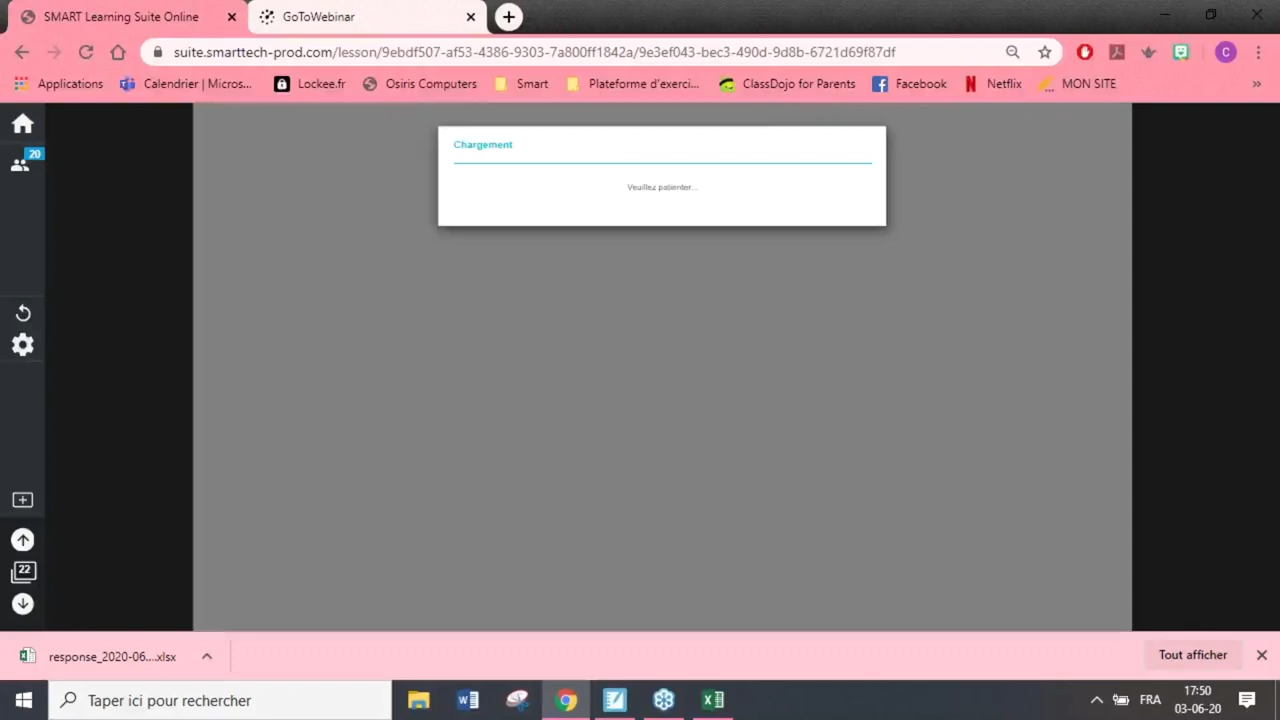 SMART Learning Suite Online
GoToWebinar
suite.smarttech-prod.com/lesson/9ebdf507-af53-4386-9303-7a800ff1842a/9e3ef043-bec3-490d-9d8b-6721d69f87df
C
Applications
Calendrier | Micros...
Lockee.fr
Osiris Computers
Smart
Plateforme d'exerci...
ClassDojo for Parents
Facebook
Netflix
MON SITE
»
20
Chargement
Veuillez patienter...
22
response_2020-06....xlsx
Tout afficher
Taper ici pour rechercher
FRA
17:50
03-06-20